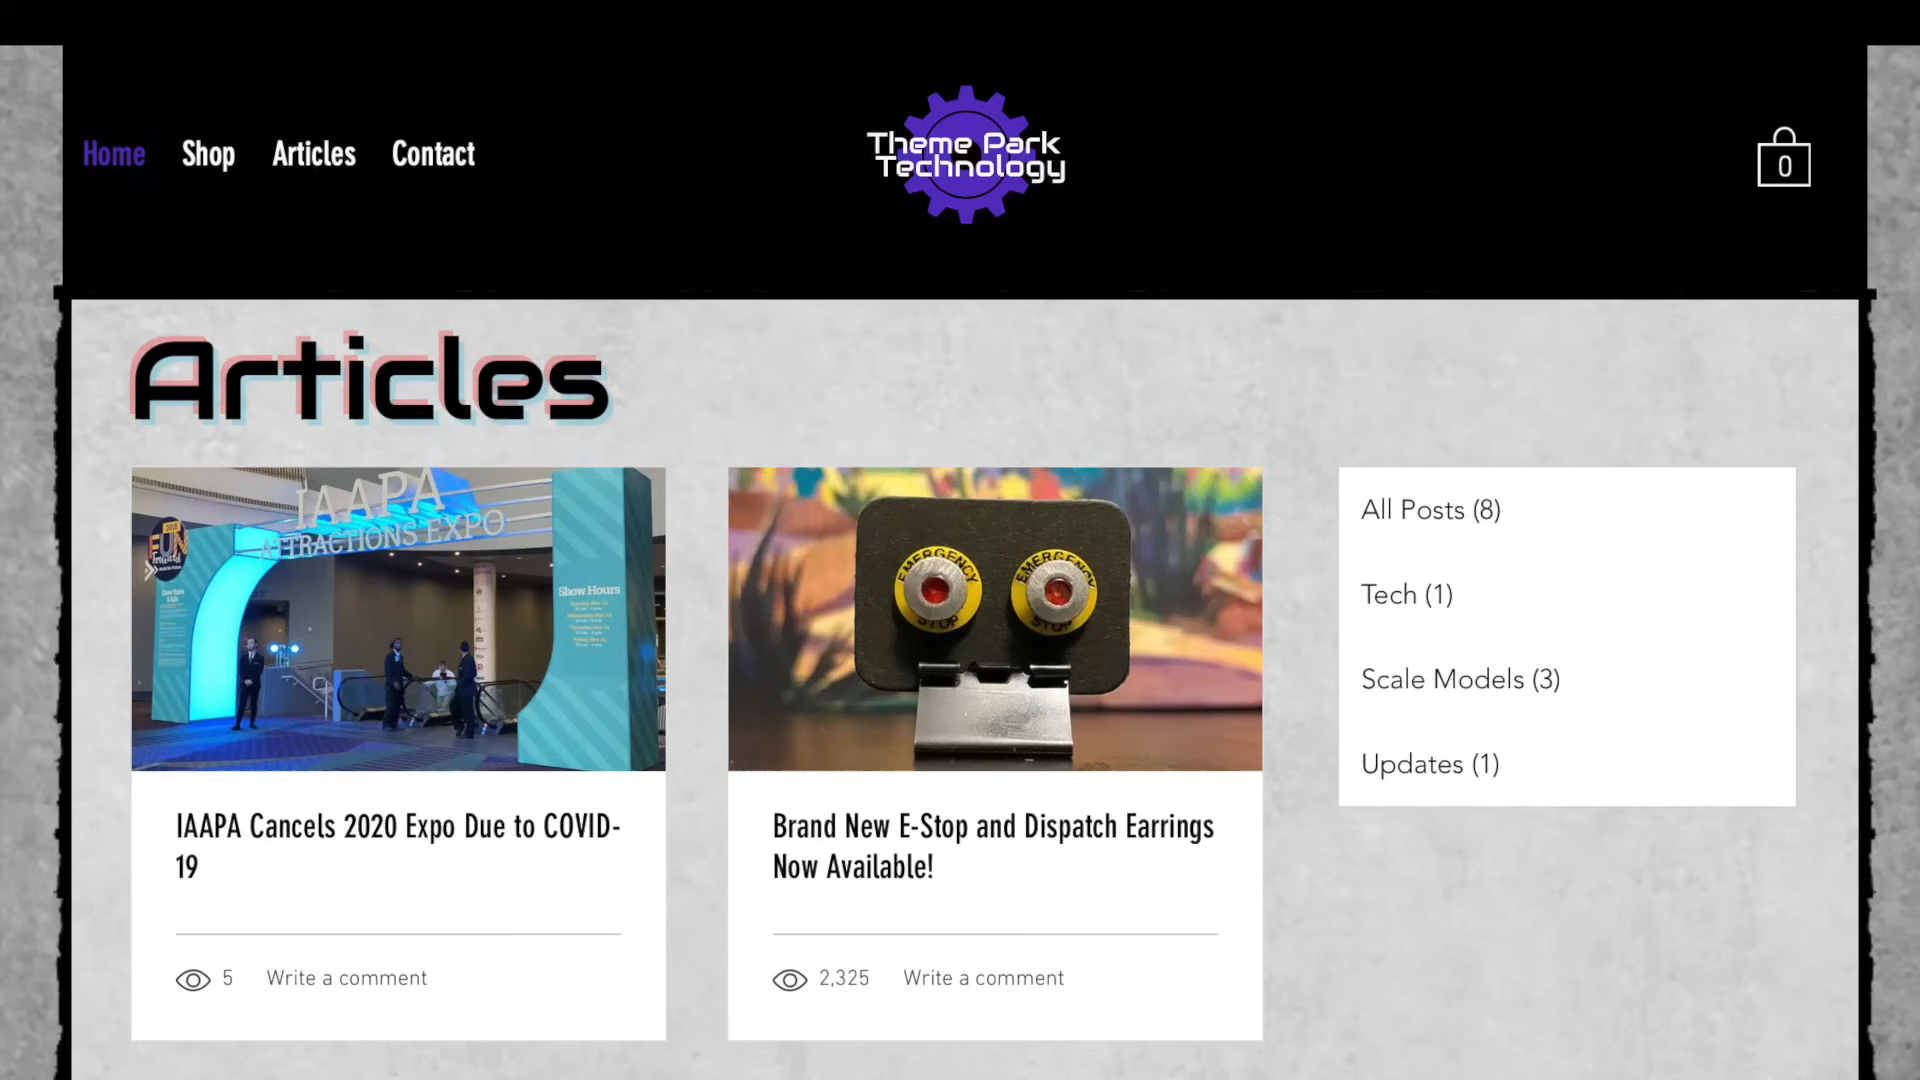 Home Shop Articles Contact
Theme Park
Technology
0
Articles
IAAPA
ATTRACTIONS EXPO
FUN
forward
Show Hours
EMERGENCY
STOP
EMERGENCY
STOP
IAAPA Cancels 2020 Expo Due to COVID-
19
5 Write a comment
Brand New E-Stop and Dispatch Earrings
Now Available!
2,325 Write a comment
All Posts (8)
Tech (1)
Scale Models (3)
Updates (1)